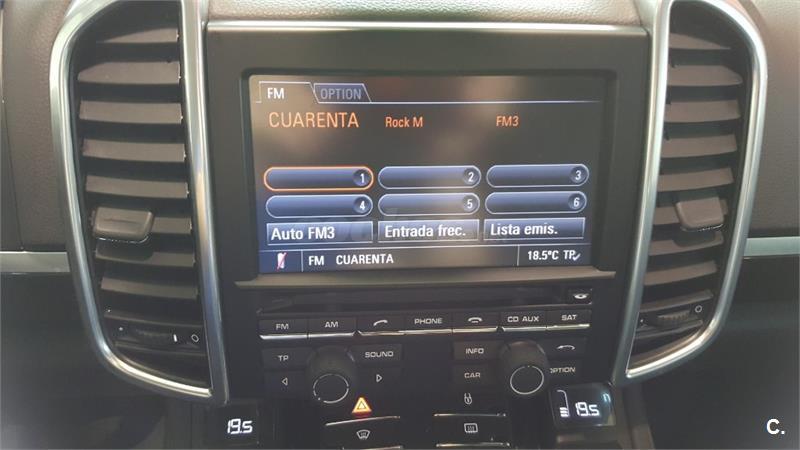 FM OPTION
CUARENTA Rock M FM3
1 2 3
4 5 6
Auto FM3 Entrada frec. Lista emis.
FM CUARENTA 18.5°C TP
FM AM PHONE CD AUX SAT
TP SOUND INFO
CAR OPTION
19.5 19.5
C.